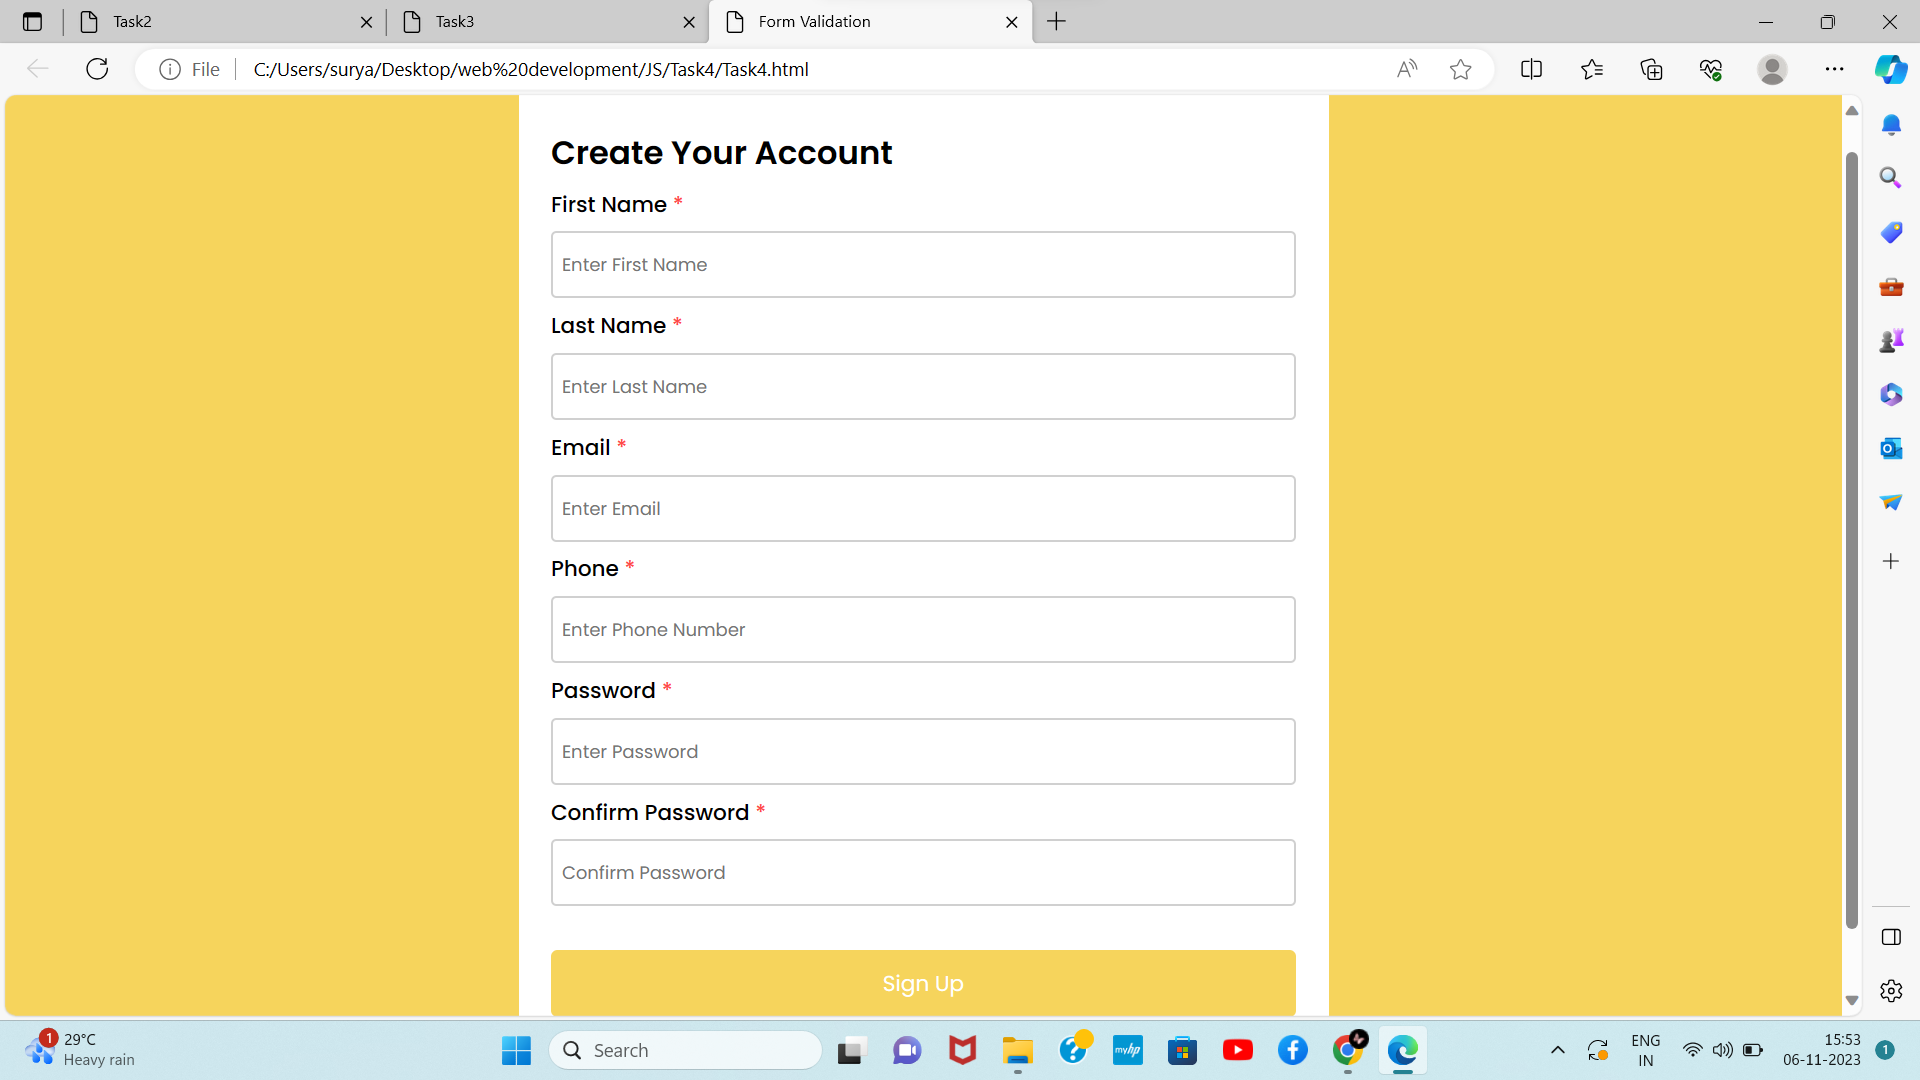 Task2
Task3
Form Validation
File
C:/Users/surya/Desktop/web%20development/JS/Task4/Task4.html
Create Your Account
First Name *
Enter First Name
Last Name *
Enter Last Name
Email *
Enter Email
Phone *
Enter Phone Number
Password *
Enter Password
Confirm Password *
Confirm Password
Sign Up
1
29°C
Heavy rain
Search
myhp
ENG
IN
15:53
06-11-2023
1